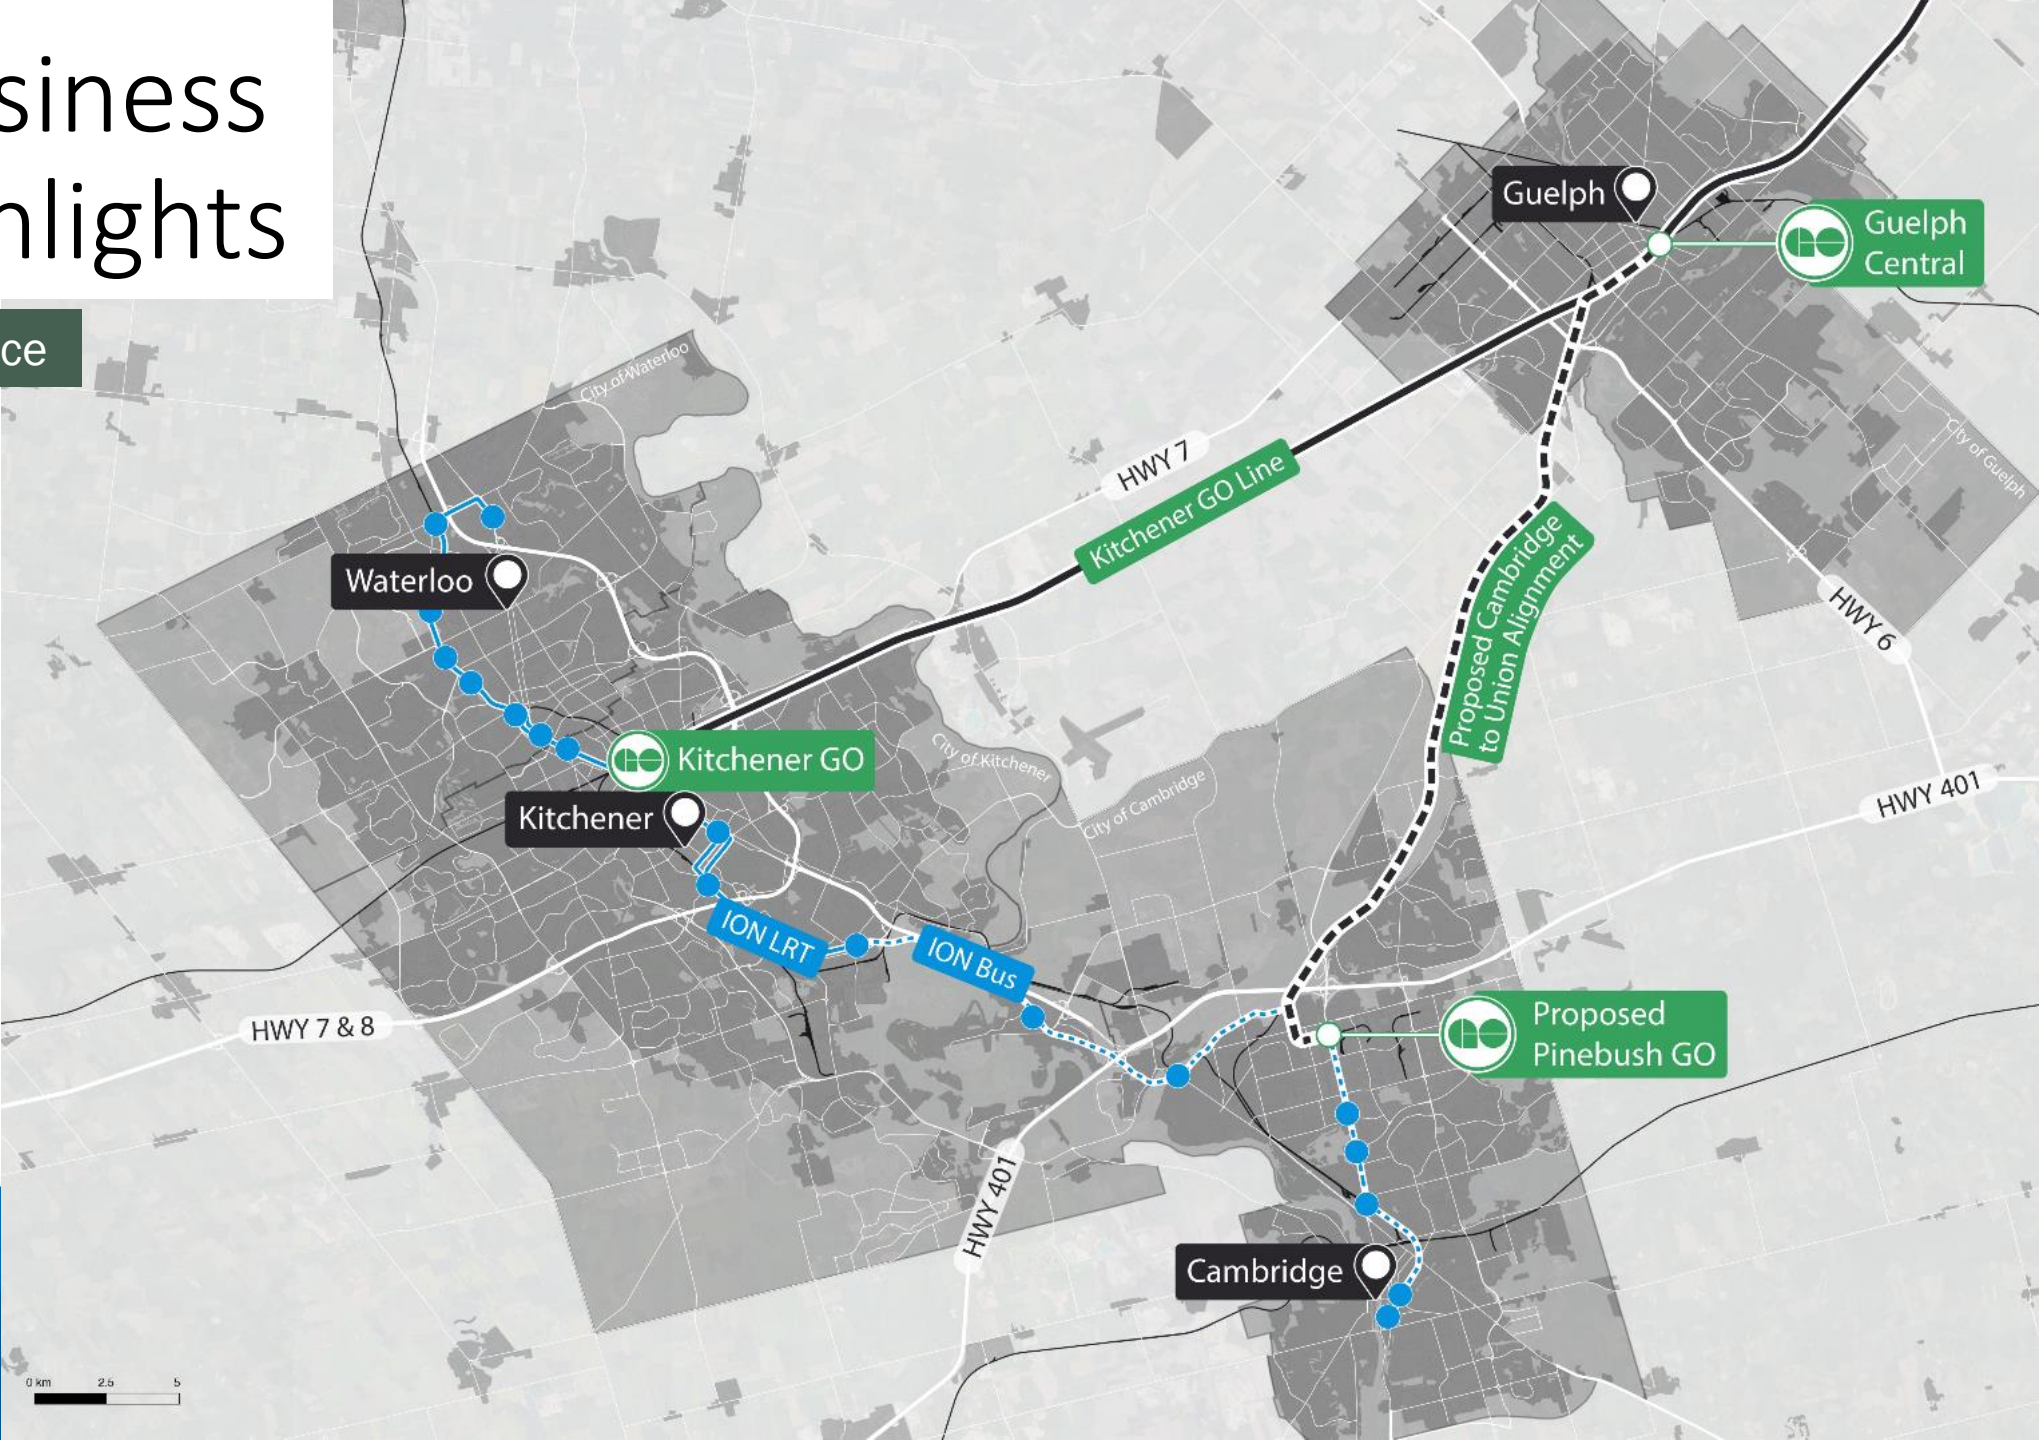 siness
hlights
ce
Guelph
Guelph
Central
City of Waterloo
HWY 7
Kitchener GO Line
City of Guelph
Waterloo
Proposed Cambridge
to Union Alignment
HWY 6
Kitchener GO
City of Kitchener
City of Cambridge
HWY 401
Kitchener
ION LRT
ION Bus
HWY 7 & 8
Proposed
Pinebush GO
HWY 401
Cambridge
0 km 2.5 5